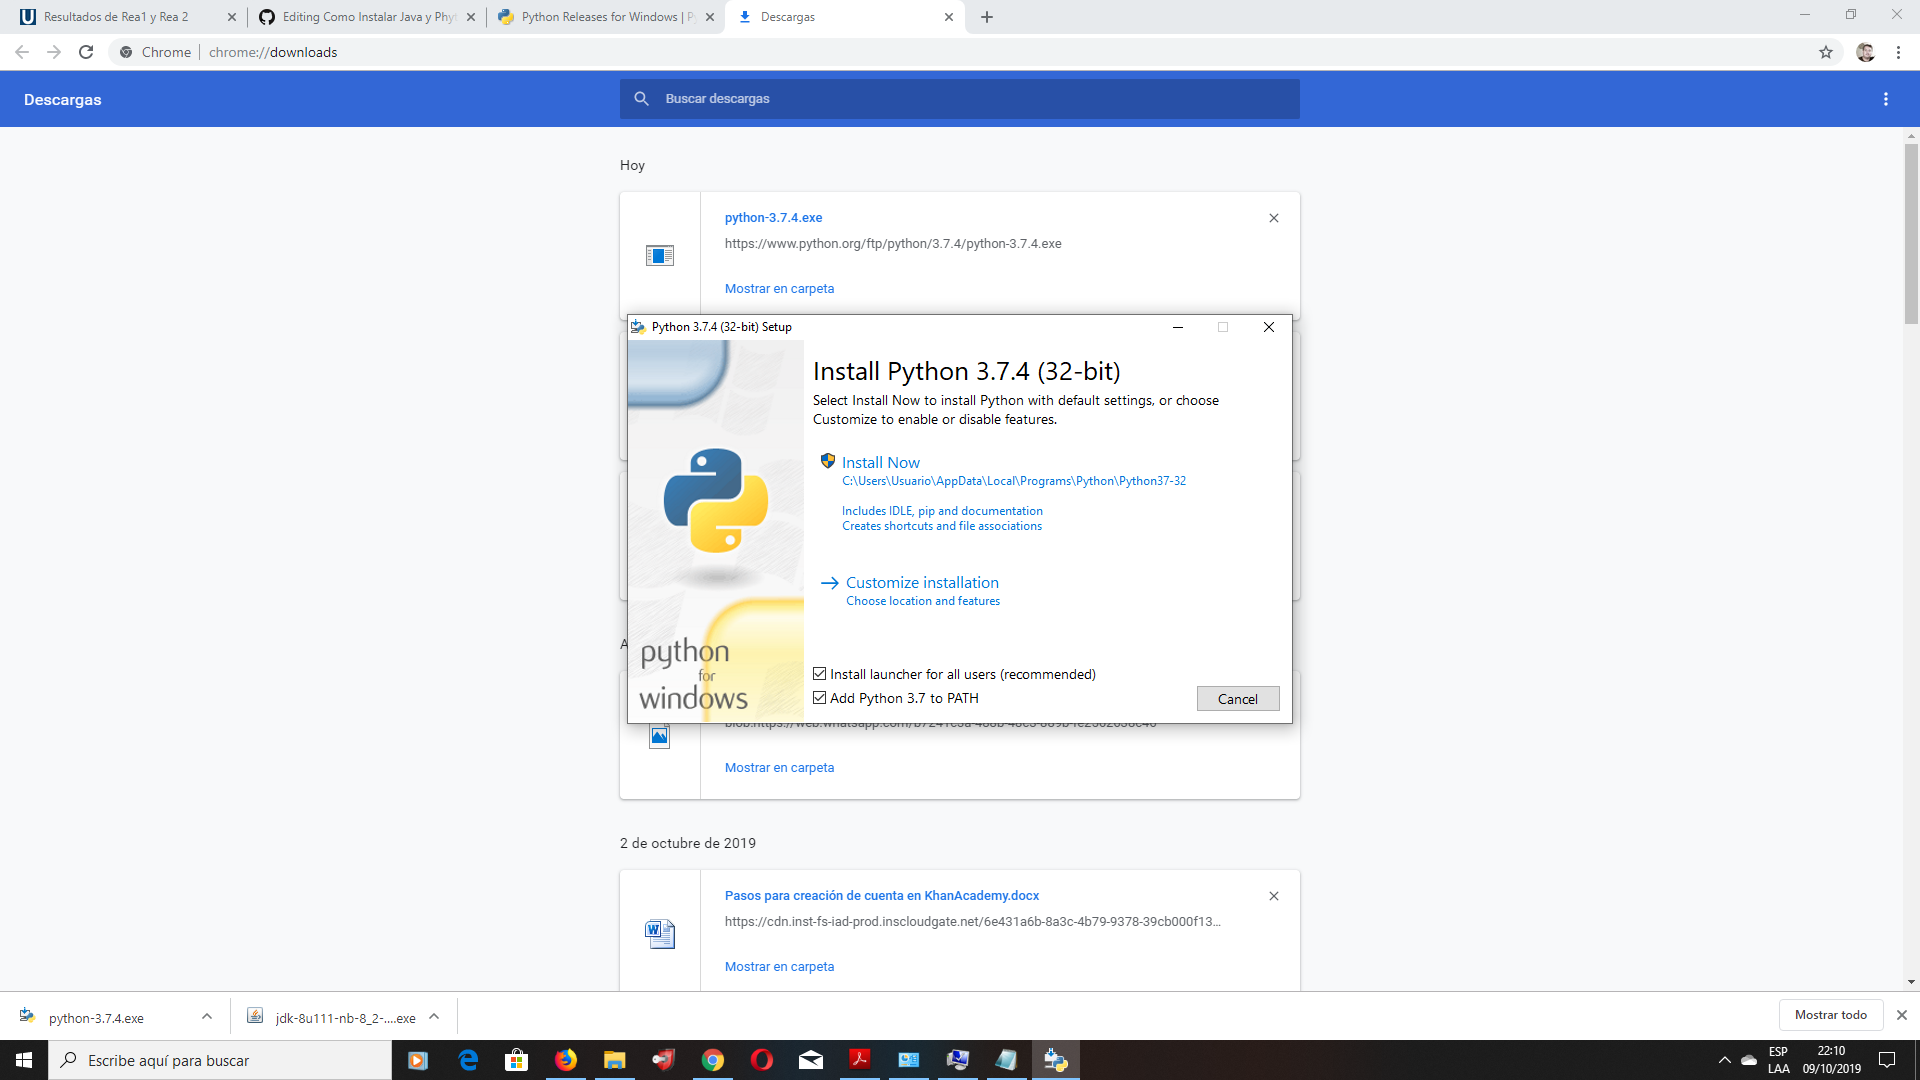 Resultados de Rea1 y Rea 2
Editing Como Instalar Java y Phyt
Python Releases for Windows | Py
Descargas
Chrome
chrome://downloads
Descargas
Buscar descargas
Hoy
python-3.7.4.exe
https://www.python.org/ftp/python/3.7.4/python-3.7.4.exe
Mostrar en carpeta
Python 3.7.4 (32-bit) Setup
Install Python 3.7.4 (32-bit)
Select Install Now to install Python with default settings, or choose
Customize to enable or disable features.
Install Now
C:\Users\Usuario\AppData\Local\Programs\Python\Python37-32
Includes IDLE, pip and documentation
Creates shortcuts and file associations
Customize installation
Choose location and features
python
for
windows
Install launcher for all users (recommended)
Add Python 3.7 to PATH
Cancel
Mostrar en carpeta
2 de octubre de 2019
Pasos para creación de cuenta en KhanAcademy.docx
https://cdn.inst-fs-iad-prod.inscloudgate.net/6e431a6b-8a3c-4b79-9378-39cb000f13...
Mostrar en carpeta
python-3.7.4.exe
jdk-8u111-nb-8_2-....exe
Mostrar todo
Escribe aquí para buscar
ESP
LAA
22:10
09/10/2019